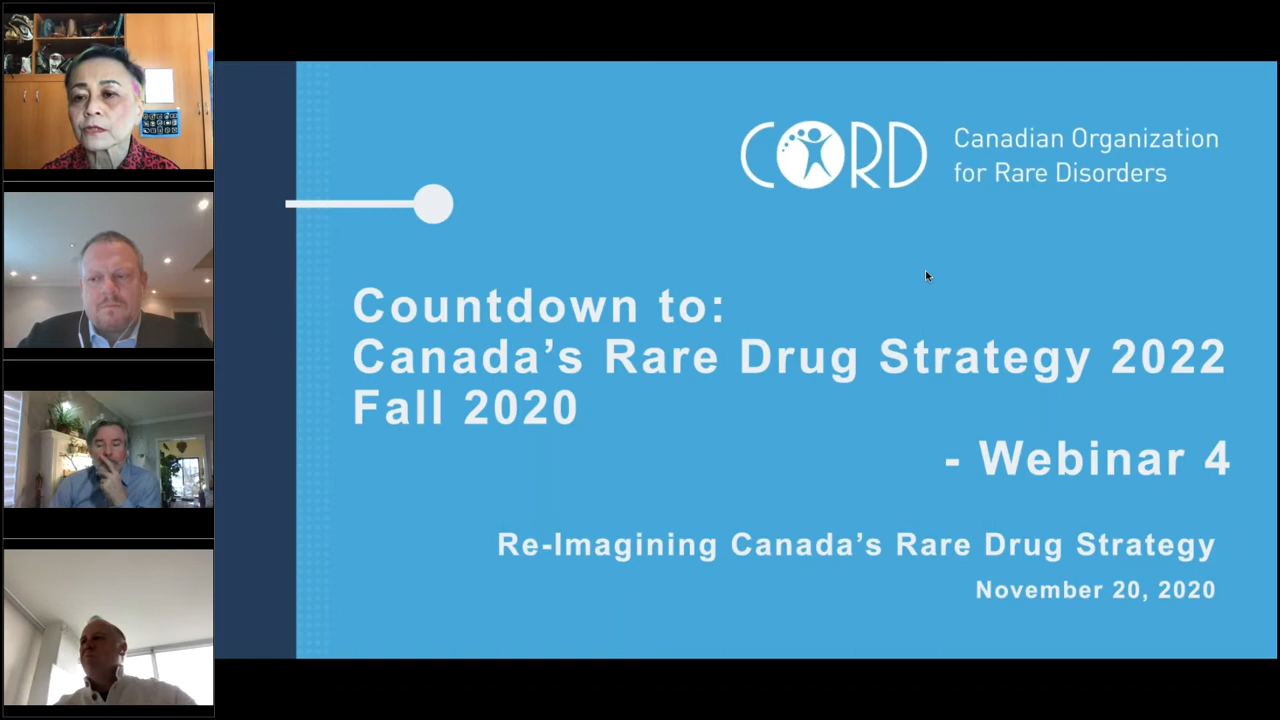 CORD
Canadian Organization
for Rare Disorders
Countdown to:
Canada's Rare Drug Strategy 2022
Fall 2020
- Webinar 4
Re-Imagining Canada's Rare Drug Strategy
November 20, 2020